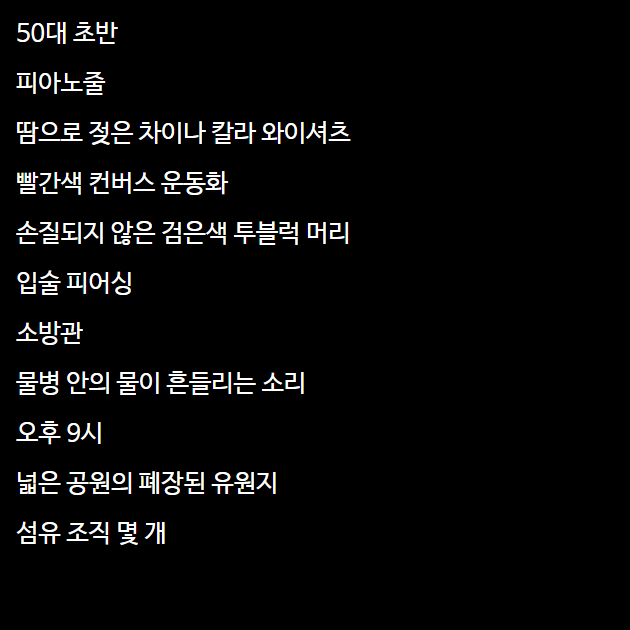 50대 초반
피아노줄
땀으로 젖은 차이나 칼라 와이셔츠
빨간색 컨버스 운동화
손질되지 않은 검은색 투블럭 머리
입술 피어싱
소방관
물병 안의 물이 흔들리는 소리
오후 9시
넓은 공원의 폐장된 유원지
섬유 조직 몇 개